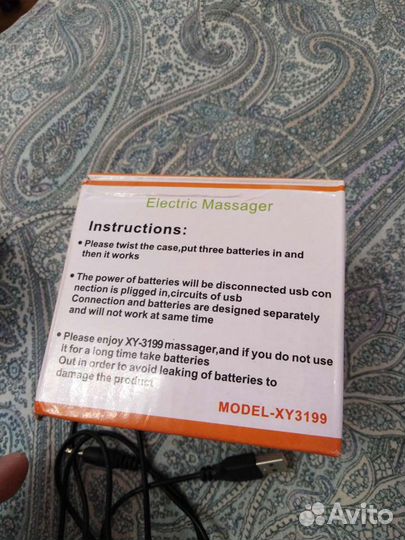 Electric Massager
Instructions:
• Please twist the case,put three batteries in and
then it works
• The power of batteries will be disconnected usb con
nection is pligged in,circuits of usb
Connection and batteries are designed separately
and will not work at same time
• Please enjoy XY-3199 massager,and if you do not use
It for a long time take batteries
Out in order to avoid leaking of batteries to
damage the product
MODEL-XY3199
Avito